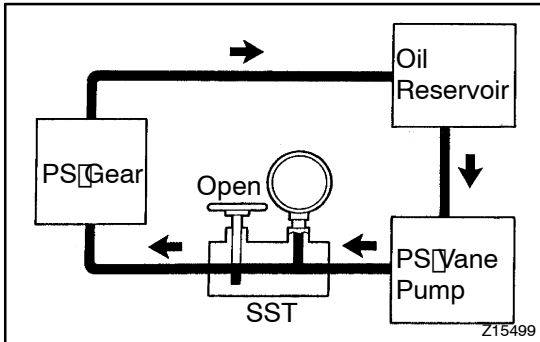 Oil
Reservoir
PS▯Gear
Open
PS▯Vane
Pump
SST
Z15499